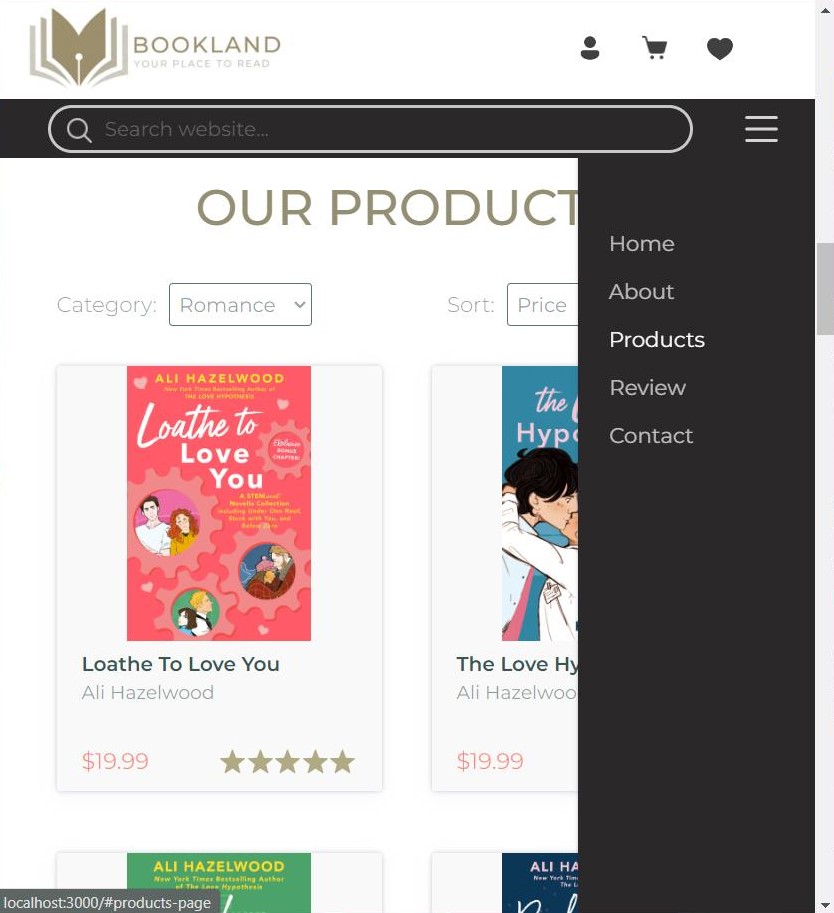 BOOKLAND
YOUR PLACE TO READ
Search website...
OUR PRODUCT
Home
About
Products
Review
Contact
Category:
Romance
Sort:
Price
ALI HAZELWOOD
New York Times Bestselling Author of
THE LOVE HYPOTHESIS
Loathe to
Love
You
Exclusive
BONUS
CHAPTER!
A STEMinist
Novella Collection
Including Under One Roof,
Stuck with You, and
Below Zero
the
Hypo
Loathe To Love You
Ali Hazelwood
$19.99
The Love Hy
Ali Hazelwoo
$19.99
ALI HAZELWOOD
New York Times Bestselling Author
of The Love Hypothesis
ALI HA
New York
localhost:3000/#products-page